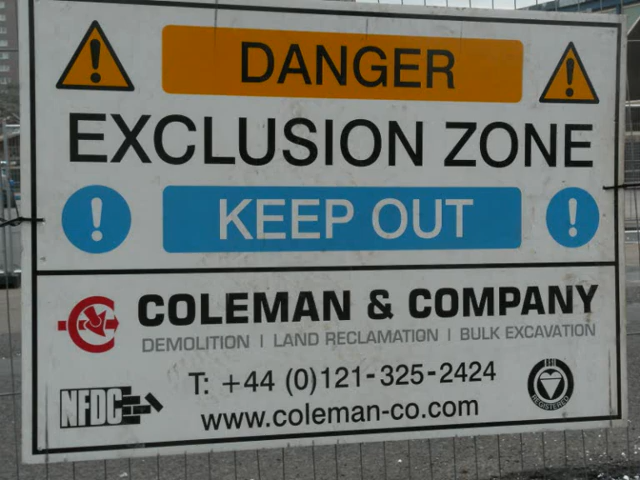 DANGER
EXCLUSION ZONE
KEEP OUT
COLEMAN & COMPANY
DEMOLITION | LAND RECLAMATION | BULK EXCAVATION
T: +44 (0)121-325-2424
NFDC
www.coleman-co.com
REGISTERED